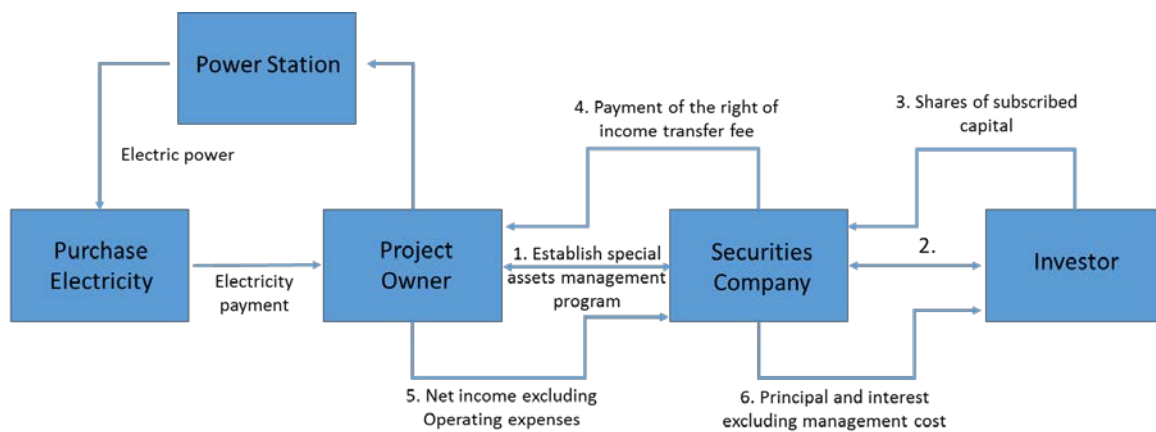 Power Station
4. Payment of the right of
income transfer fee
3. Shares of subscribed
capital
Electric power
Purchase
Electricity
Electricity
payment
Project
Owner
1. Establish special
assets management
program
Securities
Company
2.
Investor
5. Net income excluding
Operating expenses
6. Principal and interest
excluding management cost